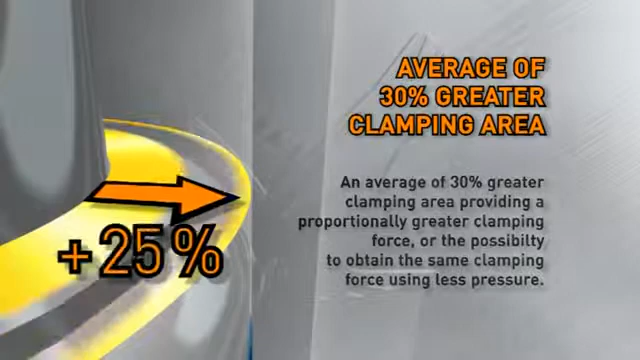 AVERAGE OF
30% GREATER
CLAMPING AREA
An average of 30% greater
clamping area providing a
proportionally greater clamping
force, or the possibilty
to obtain the same clamping
force using less pressure.
+25%